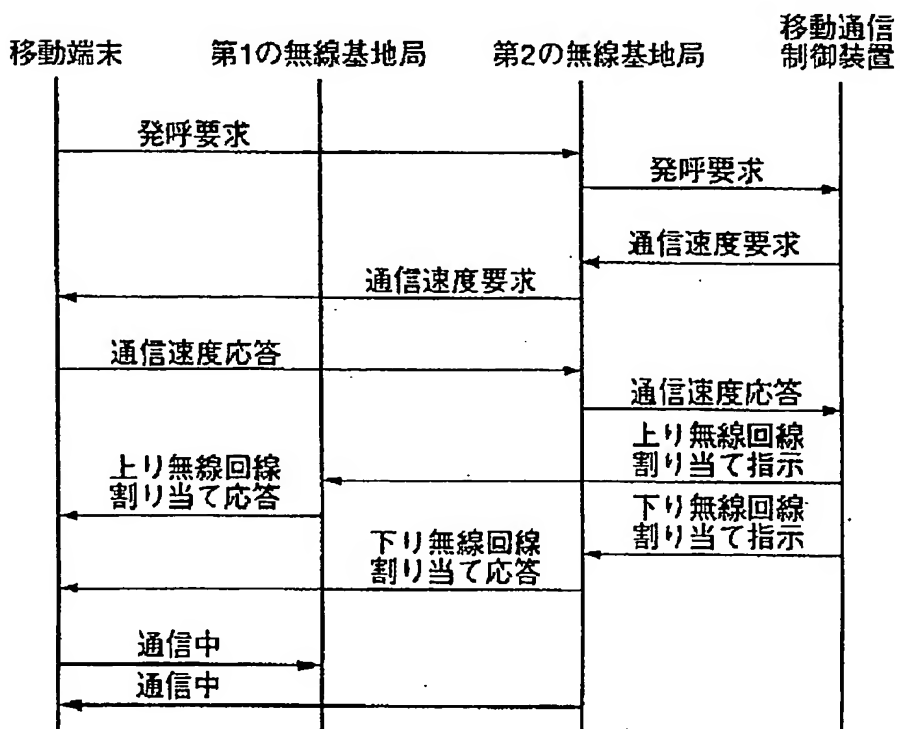 移動端末
第1の無線基地局
第2の無線基地局
移動通信
制御装置
発呼要求
発呼要求
通信速度要求
通信速度要求
通信速度応答
通信速度応答
上り無線回線
割り当て指示
上り無線回線
割り当て応答
下り無線回線
割り当て指示
下り無線回線
割り当て応答
通信中
通信中